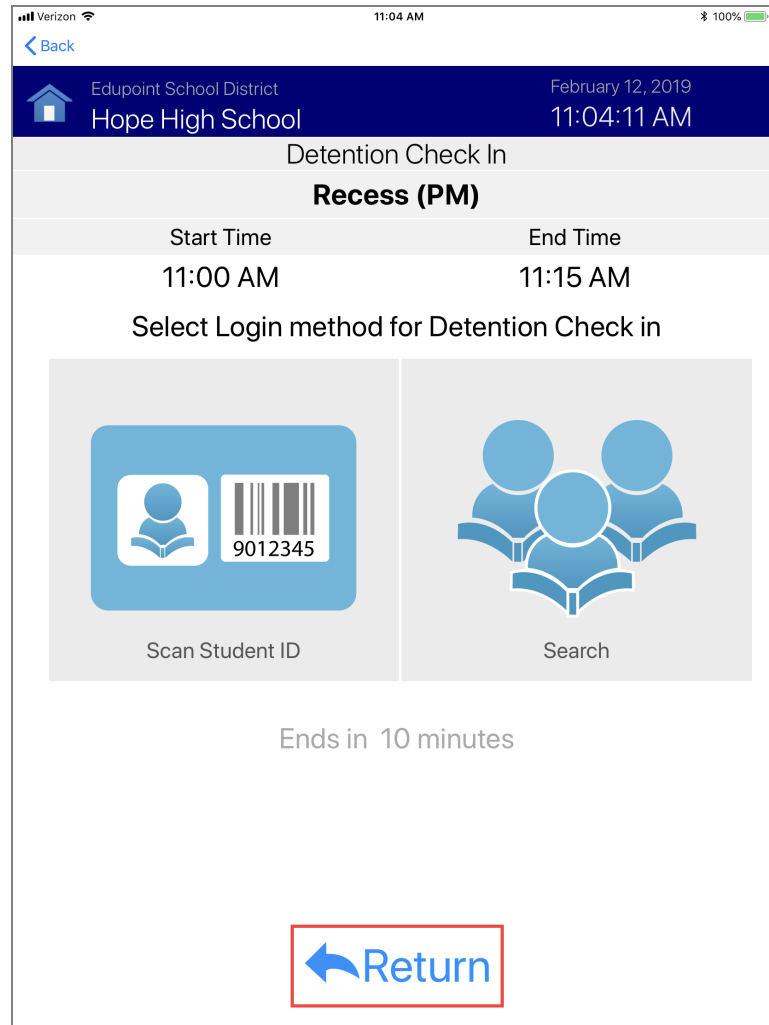 Verizon 11:04 AM 100%
Back
Edupoint School District February 12, 2019
Hope High School 11:04:11 AM
Detention Check In
Recess (PM)
Start Time End Time
11:00 AM 11:15 AM
Select Login method for Detention Check in
9012345
Scan Student ID Search
Ends in 10 minutes
Return